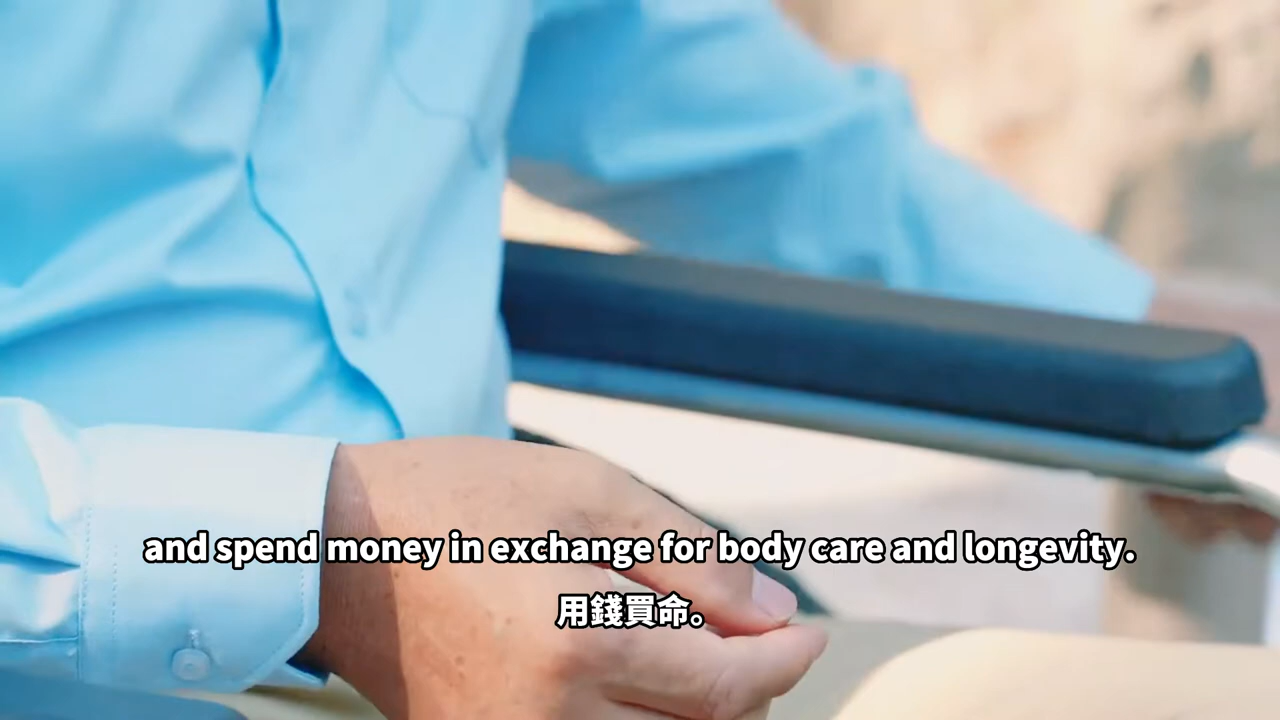 and spend money in exchange for body care and longevity.
用錢買命。